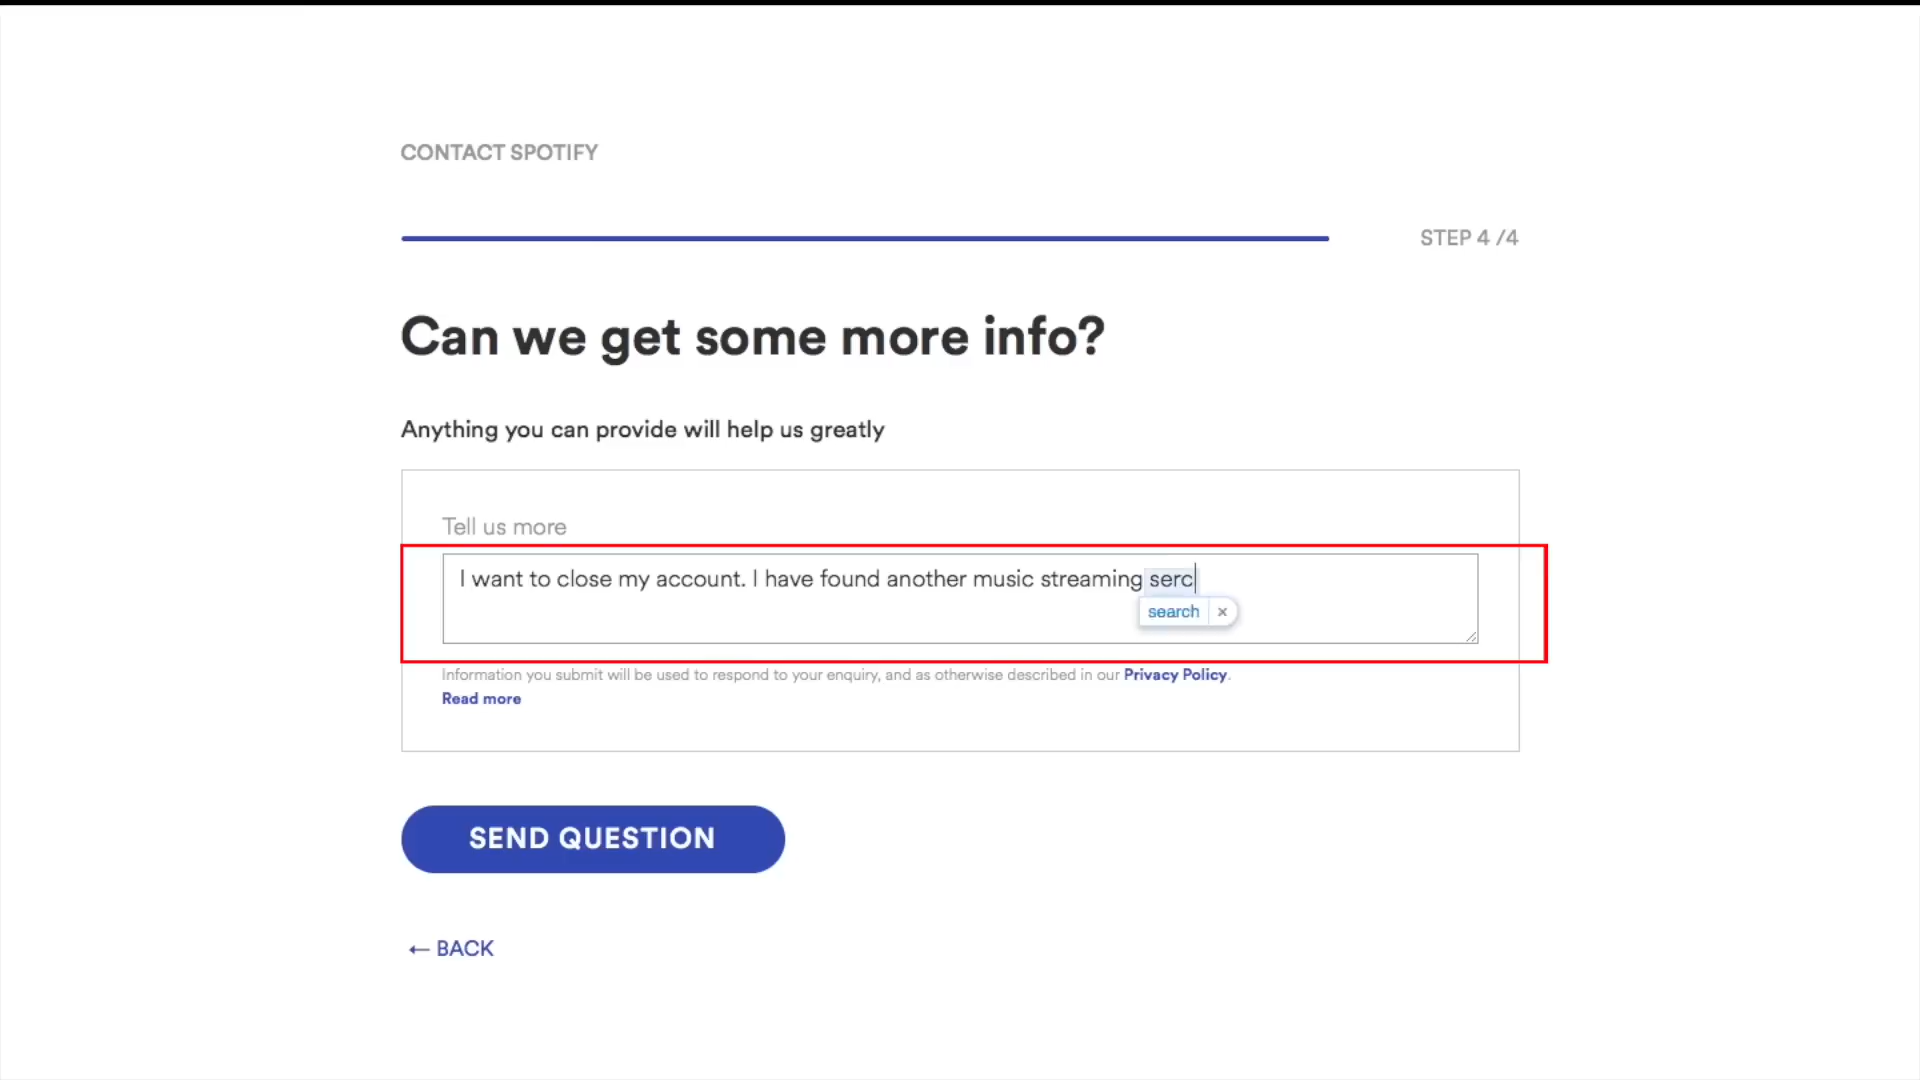 CONTACT SPOTIFY
STEP 4 /4
Can we get some more info?
Anything you can provide will help us greatly
Tell us more
I want to close my account. I have found another music streaming serc
search ×
Information you submit will be used to respond to your enquiry, and as otherwise described in our Privacy Policy.
Read more
SEND QUESTION
← BACK